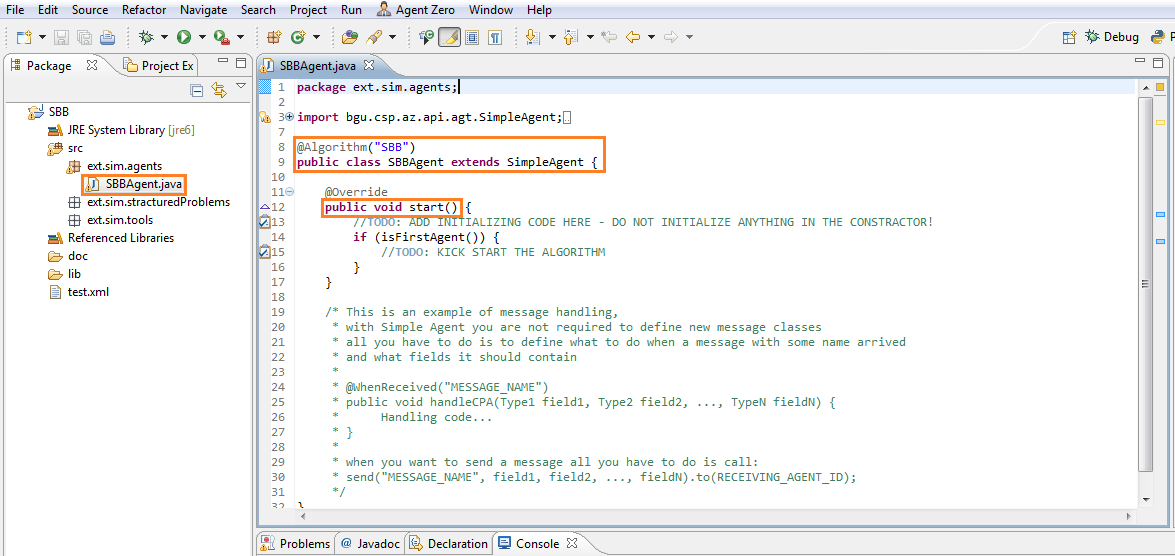 File Edit Source Refactor Navigate Search Project Run Agent Zero Window Help
Debug
Package Project Ex
SBB
JRE System Library [jre6]
src
ext.sim.agents
SBBAgent.java
ext.sim.stracturedProblems
ext.sim.tools
Referenced Libraries
doc
lib
test.xml
SBBAgent.java
1 package ext.sim.agents;
2
3 import bgu.csp.az.api.agt.SimpleAgent;
7
8 @Algorithm("SBB")
9 public class SBBAgent extends SimpleAgent {
10
11 @Override
12 public void start() {
13 //TODO: ADD INITIALIZING CODE HERE - DO NOT INITIALIZE ANYTHING IN THE CONSTRACTOR!
14 if (isFirstAgent()) {
15 //TODO: KICK START THE ALGORITHM
16 }
17 }
18
19 /* This is an example of message handling,
20 * with Simple Agent you are not required to define new message classes
21 * all you have to do is to define what to do when a message with some name arrived
22 * and what fields it should contain
23 *
24 * @WhenReceived("MESSAGE_NAME")
25 * public void handleCPA(Type1 field1, Type2 field2, ..., TypeN fieldN) {
26 * Handling code...
27 * }
28 *
29 * when you want to send a message all you have to do is call:
30 * send("MESSAGE_NAME", field1, field2, ..., fieldN).to(RECEIVING_AGENT_ID);
31 */
32 }
Problems @ Javadoc Declaration Console